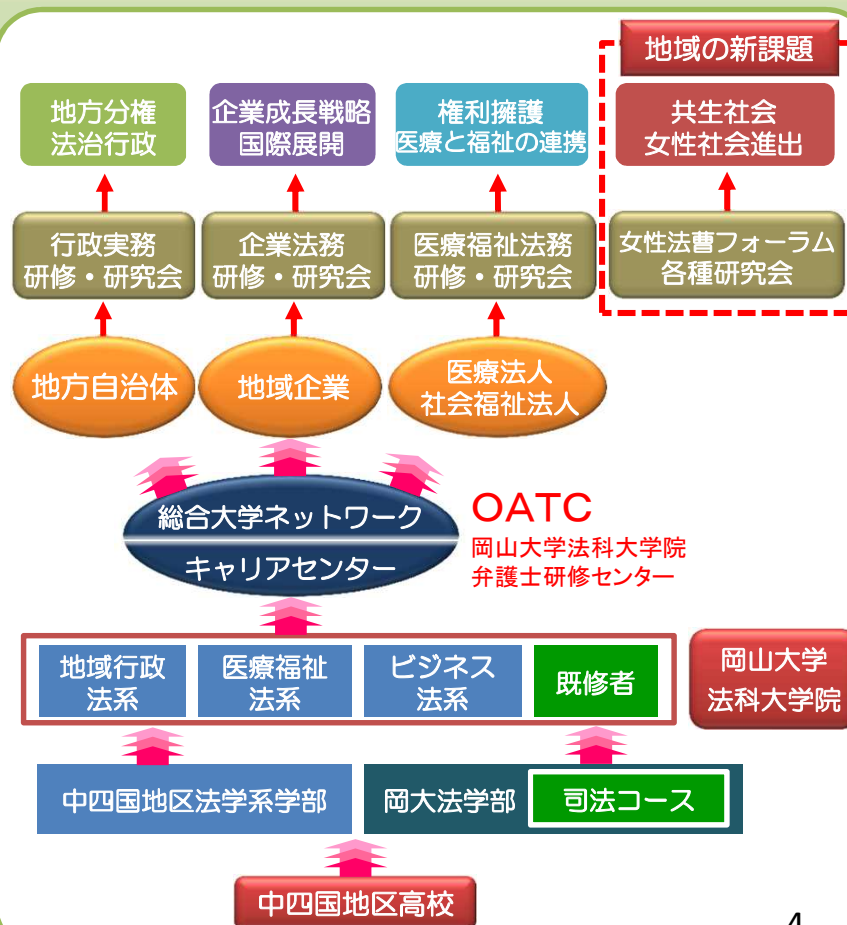 地域の新課題
地方分権
法治行政
企業成長戦略
国際展開
権利擁護
医療と福祉の連携
共生社会
女性社会進出
行政実務
研修・研究会
企業法務
研修・研究会
医療福祉法務
研修・研究会
女性法曹フォーラム
各種研究会
地方自治体
地域企業
医療法人
社会福祉法人
総合大学ネットワーク
キャリアセンター
OATC
岡山大学法科大学院
弁護士研修センター
地域行政
法系
医療福祉
法系
ビジネス
法系
既修者
岡山大学
法科大学院
中四国地区法学系学部
岡大法学部
司法コース
中四国地区高校
4